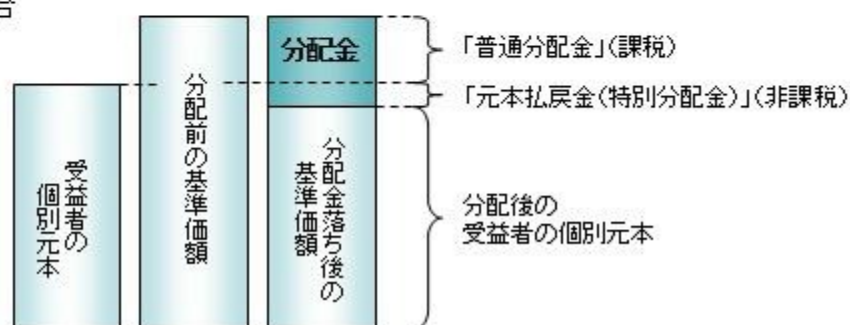 分配金
「普通分配金」(課税)
「元本払戻金(特別分配金)」(非課税)
受益者の
個別元本
分配前の基準価額
分配金落ち後の
基準価額
分配後の
受益者の個別元本